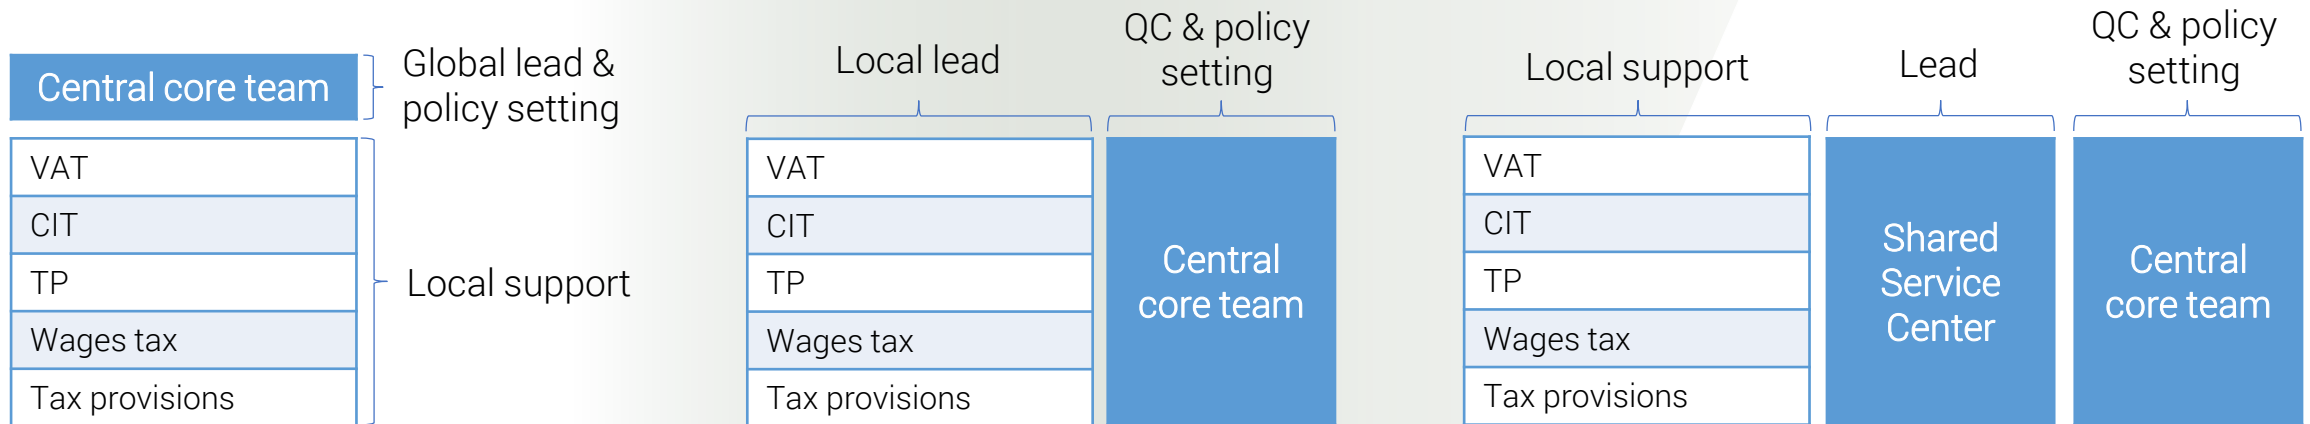 Central core team
Global lead &
policy setting
VAT
CIT
TP
Wages tax
Tax provisions
Local support
Local lead
QC & policy
setting
VAT
CIT
TP
Wages tax
Tax provisions
Central
core team
Local support
Lead
QC & policy
setting
VAT
CIT
TP
Wages tax
Tax provisions
Shared
Service
Center
Central
core team